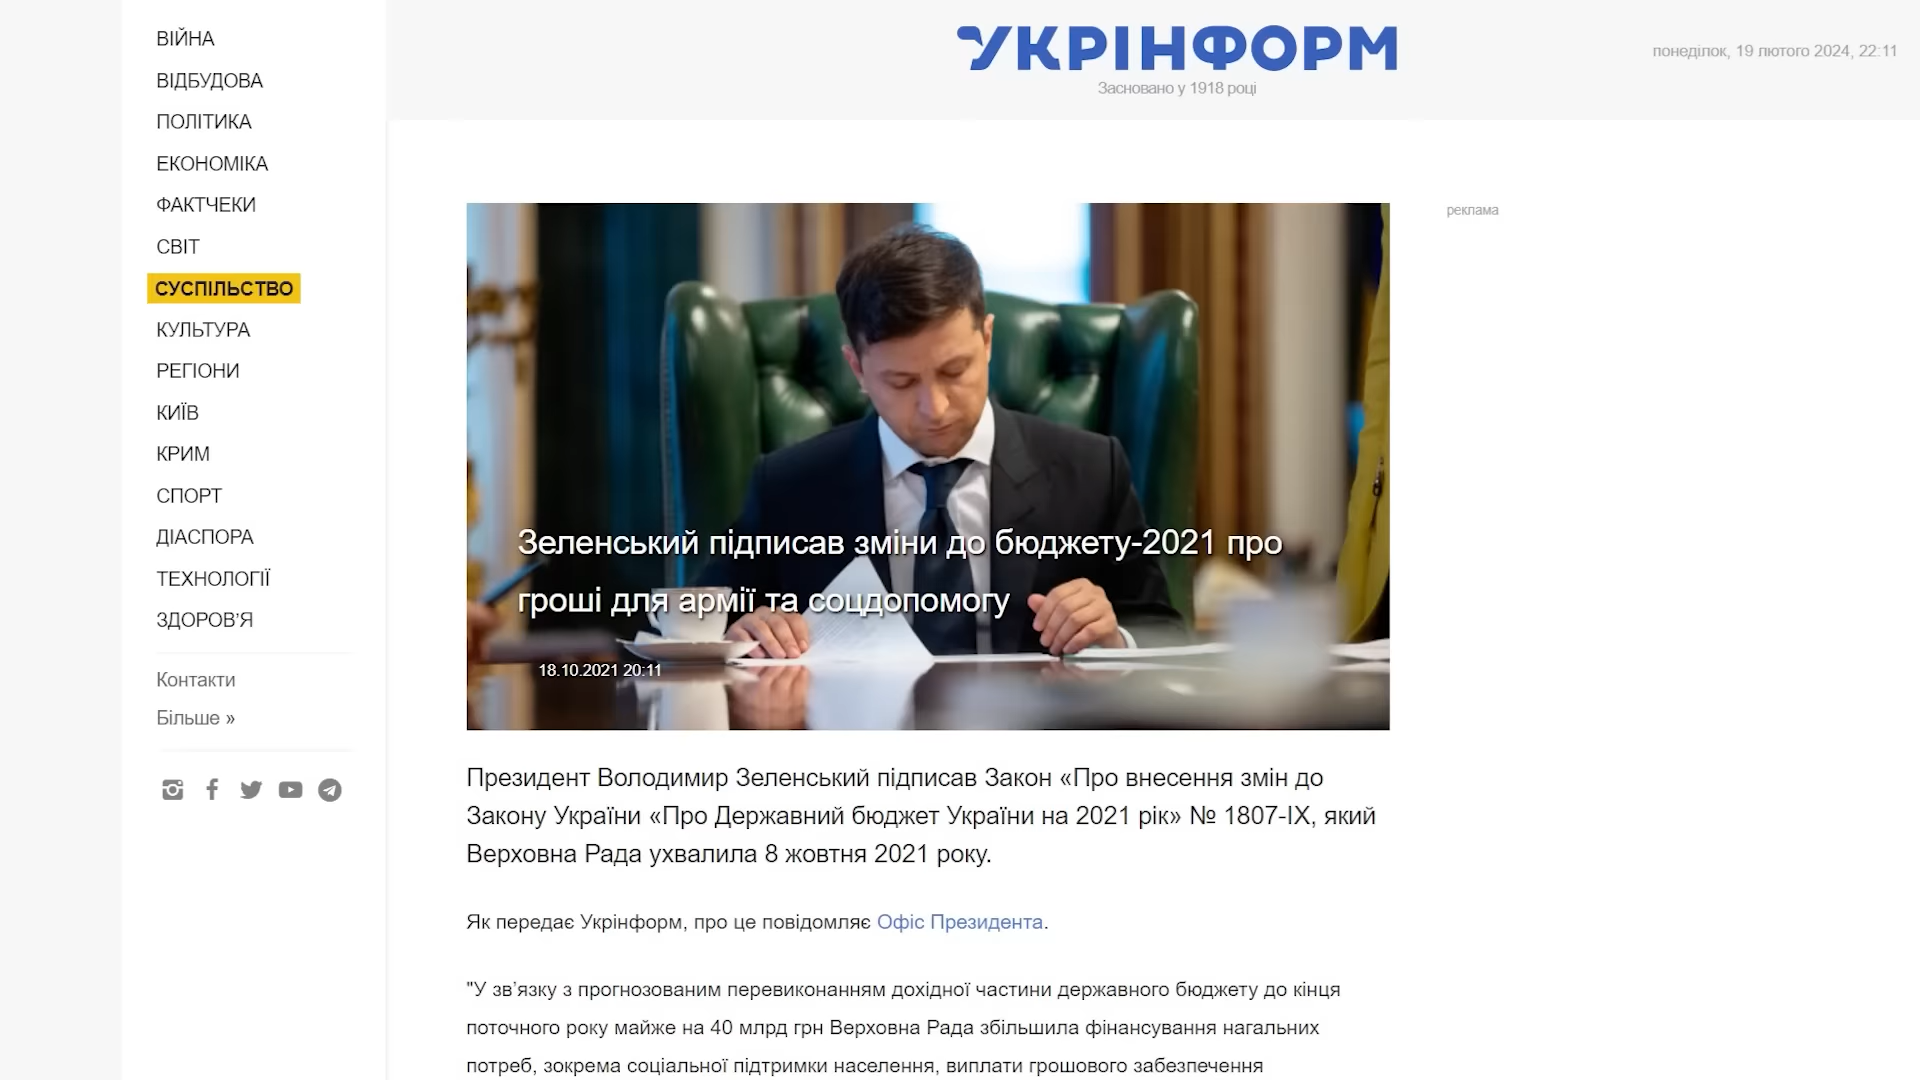 ВІЙНА
ВІДБУДОВА
ПОЛІТИКА
ЕКОНОМІКА
ФАКТЧЕКИ
СВІТ
СУСПІЛЬСТВО
КУЛЬТУРА
РЕГІОНИ
КИЇВ
КРИМ
СПОРТ
ДІАСПОРА
ТЕХНОЛОГІЇ
ЗДОРОВ’Я
Контакти
Більше »
УКРІНФОРМ
Засновано у 1918 році
понеділок, 19 лютого 2024, 22:11
реклама
Зеленський підписав зміни до бюджету-2021 про
гроші для армії та соцдопомогу
18.10.2021 20:11
Президент Володимир Зеленський підписав Закон «Про внесення змін до
Закону України «Про Державний бюджет України на 2021 рік» № 1807-IX, який
Верховна Рада ухвалила 8 жовтня 2021 року.
Як передає Укрінформ, про це повідомляє Офіс Президента.
"У зв’язку з прогнозованим перевиконанням дохідної частини державного бюджету до кінця
поточного року майже на 40 млрд грн Верховна Рада збільшила фінансування нагальних
потреб, зокрема соціальної підтримки населення, виплати грошового забезпечення